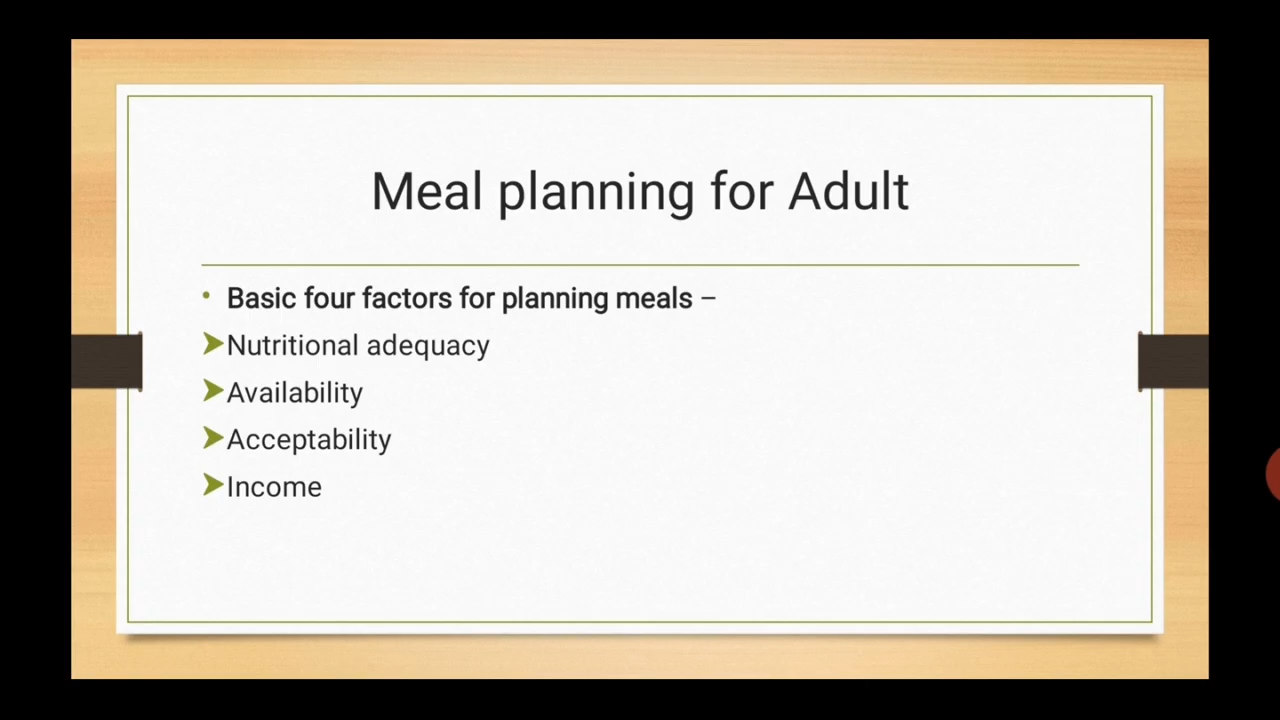 Meal planning for Adult
• Basic four factors for planning meals –
➤Nutritional adequacy
➤Availability
➤Acceptability
➤Income